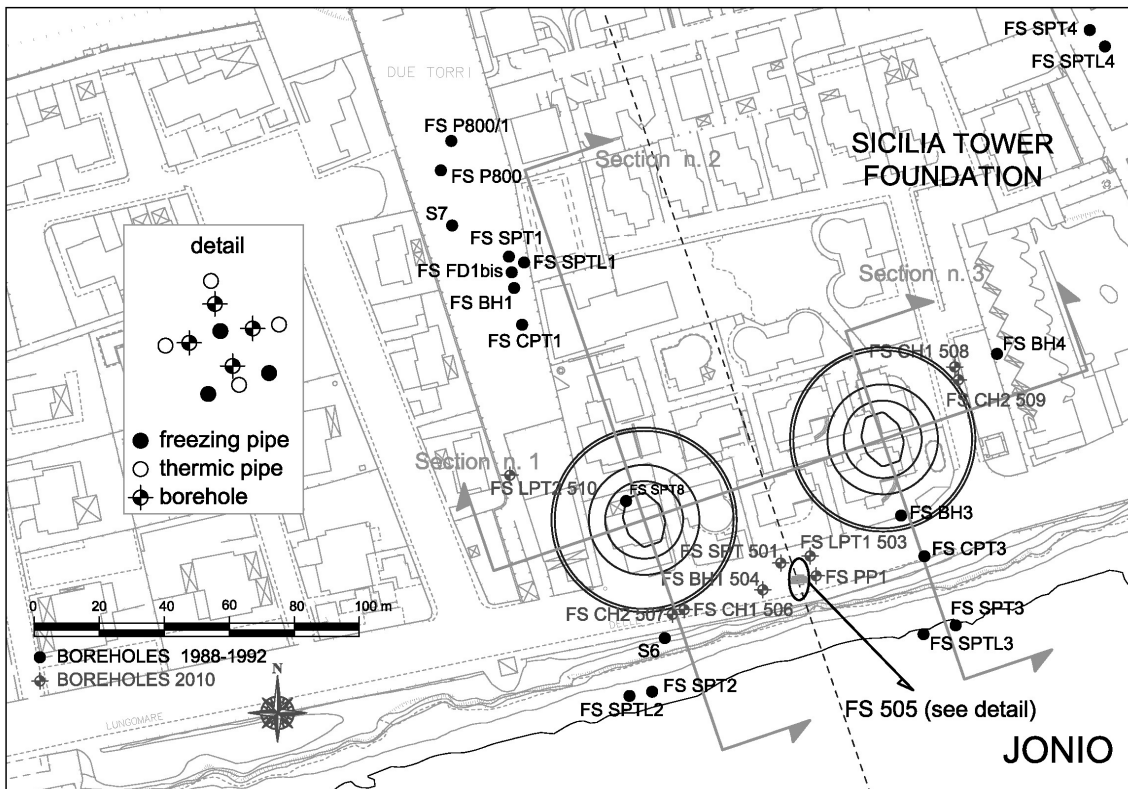 FS SPT4
FS SPTL4
DUE TORRI
FS P800/1
SICILIA TOWER
FOUNDATION
Section n. 2
FS P800
S7
FS SPT1
FS SPTL1
FS FD1bis
FS BH1
FS CPT1
detail
freezing pipe
thermic pipe
borehole
Section n. 3
FS CH1 508
FS BH4
FS CH2 509
Section n. 1
FS LPT2 510
FS SPT8
FS BH3
FS SPT 501
FS LPT1 503
FS CPT3
FS BH1 504
FS PP1
FS CH2 507
FS CH1 506
DELLE
FS SPT3
FS SPTL3
S6
0 20 40 60 80 100 m
BOREHOLES 1988-1992
BOREHOLES 2010
N
LUNGOMARE
FS SPT2
FS SPTL2
FS 505 (see detail)
JONIO